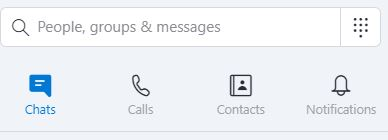 People, groups & messages
Chats Calls Contacts Notifications